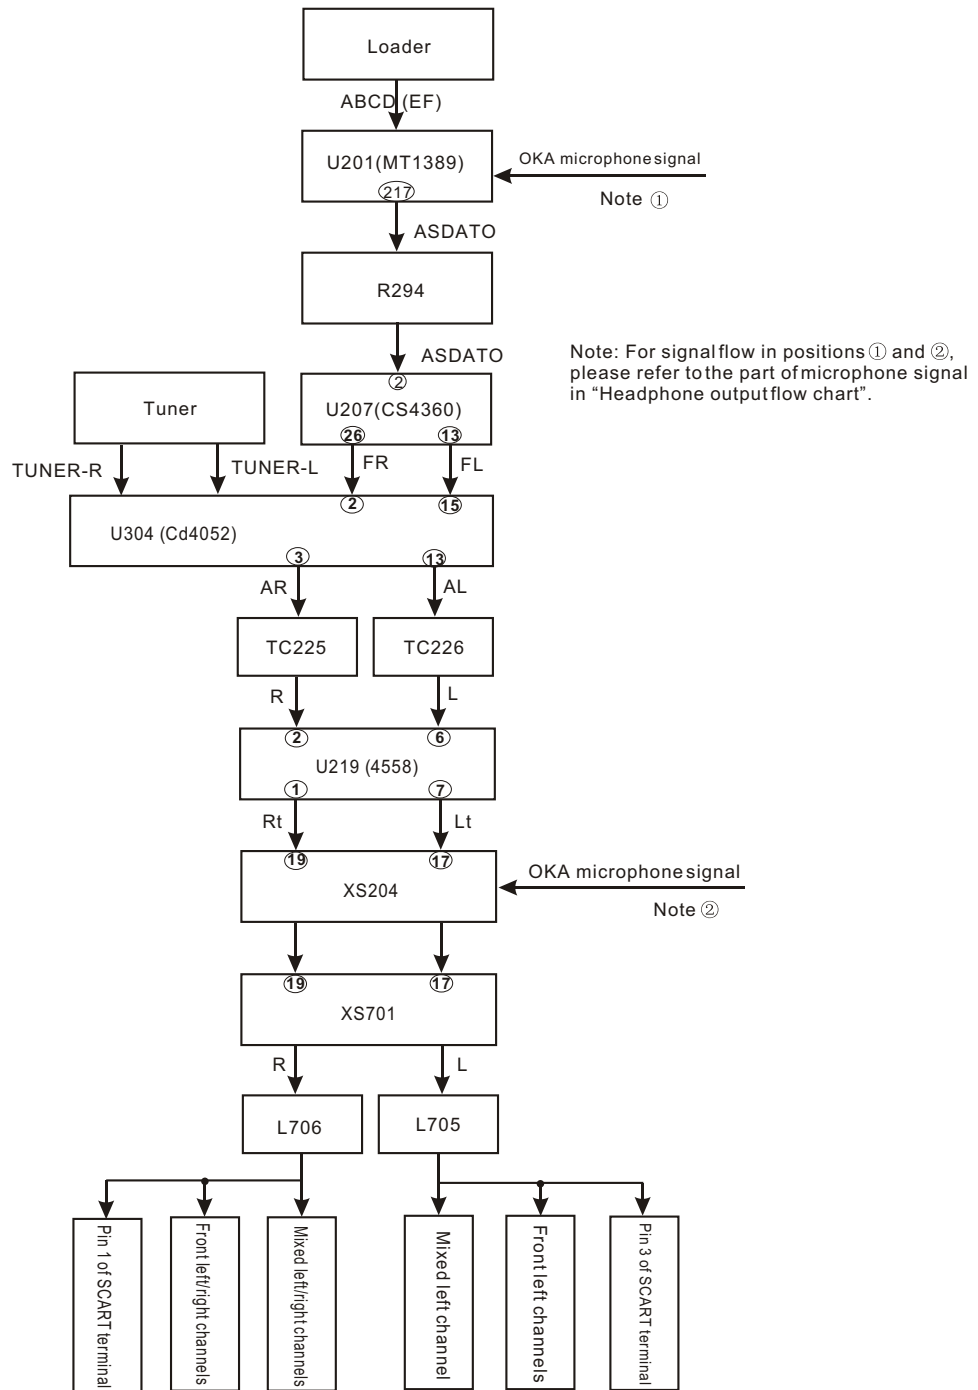 Loader
ABCD (EF)
U201(MT1389)
217
OKA microphone signal
Note ①
ASDATO
R294
ASDATO
Note: For signal flow in positions ① and ②,
please refer to the part of microphone signal
in “Headphone output flow chart”.
Tuner
2
U207(CS4360)
26 13
TUNER-R TUNER-L FR FL
2 15
U304 (Cd4052)
3 13
AR AL
TC225 TC226
R L
2 6
U219 (4558)
1 7
Rt Lt
19 17
XS204
OKA microphone signal
Note ②
19 17
XS701
R L
L706 L705
Pin 1 of SCART terminal
Front left/right channels
Mixed left/right channels
Mixed left channel
Front left channels
Pin 3 of SCART terminal